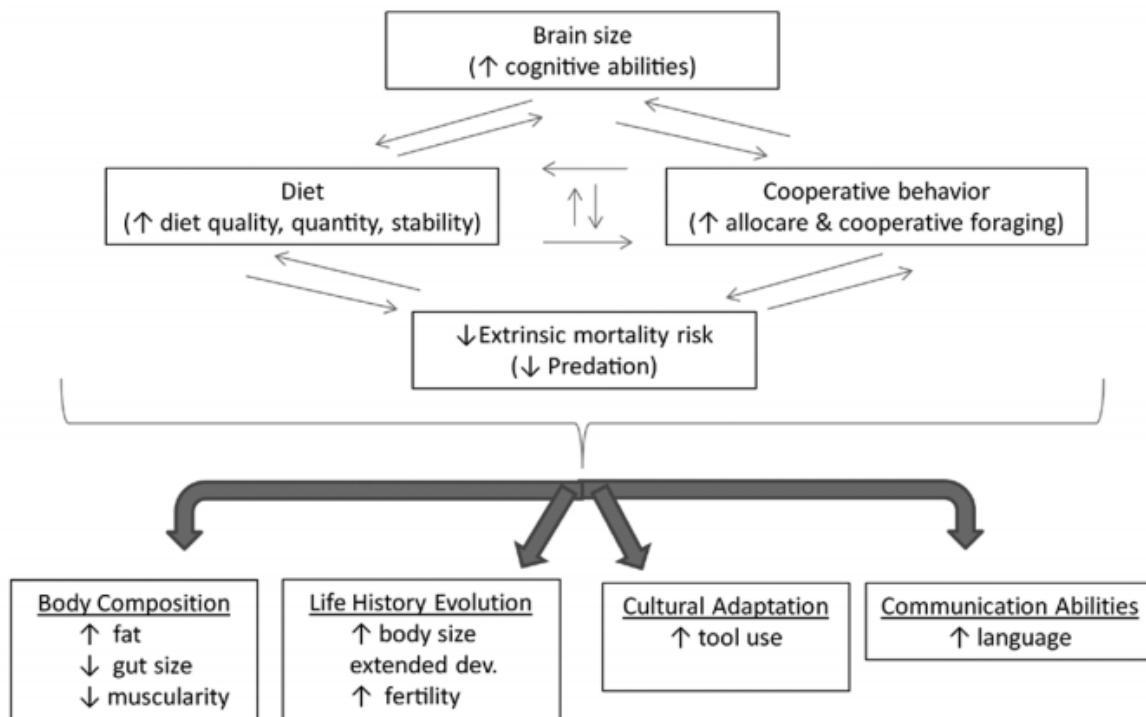 Brain size
(↑ cognitive abilities)
Diet
(↑ diet quality, quantity, stability)
Cooperative behavior
(↑ allocare & cooperative foraging)
↓Extrinsic mortality risk
(↓ Predation)
Body Composition
↑ fat
↓ gut size
↓ muscularity
Life History Evolution
↑ body size
extended dev.
↑ fertility
Cultural Adaptation
↑ tool use
Communication Abilities
↑ language